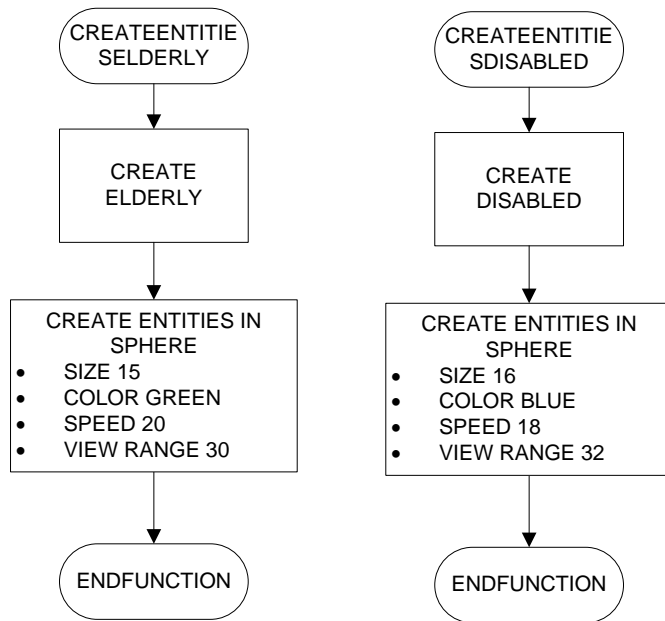 CREATEENTITIE
SELDERLY
CREATE
ELDERLY
CREATE ENTITIES IN
SPHERE
• SIZE 15
• COLOR GREEN
• SPEED 20
• VIEW RANGE 30
ENDFUNCTION
CREATEENTITIE
SDISABLED
CREATE
DISABLED
CREATE ENTITIES IN
SPHERE
• SIZE 16
• COLOR BLUE
• SPEED 18
• VIEW RANGE 32
ENDFUNCTION